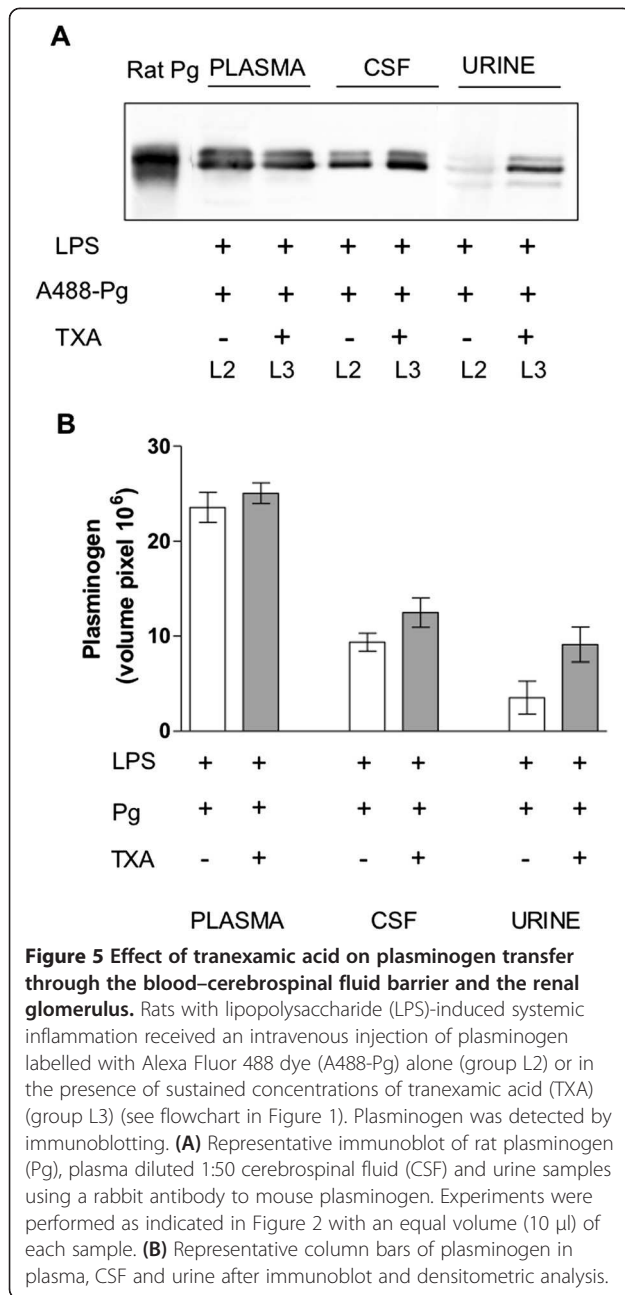 A
Rat Pg PLASMA CSF URINE
LPS + + + + + +
A488-Pg + + + + + +
TXA - + - + - +
L2 L3 L2 L3 L2 L3
B
30
20
10
0
Plasminogen
(volume pixel 10⁶)
LPS + + + + + +
Pg + + + + + +
TXA - + - + - +
PLASMA CSF URINE
Figure 5 Effect of tranexamic acid on plasminogen transfer
through the blood–cerebrospinal fluid barrier and the renal
glomerulus. Rats with lipopolysaccharide (LPS)-induced systemic
inflammation received an intravenous injection of plasminogen
labelled with Alexa Fluor 488 dye (A488-Pg) alone (group L2) or in
the presence of sustained concentrations of tranexamic acid (TXA)
(group L3) (see flowchart in Figure 1). Plasminogen was detected by
immunoblotting. (A) Representative immunoblot of rat plasminogen
(Pg), plasma diluted 1:50 cerebrospinal fluid (CSF) and urine samples
using a rabbit antibody to mouse plasminogen. Experiments were
performed as indicated in Figure 2 with an equal volume (10 μl) of
each sample. (B) Representative column bars of plasminogen in
plasma, CSF and urine after immunoblot and densitometric analysis.